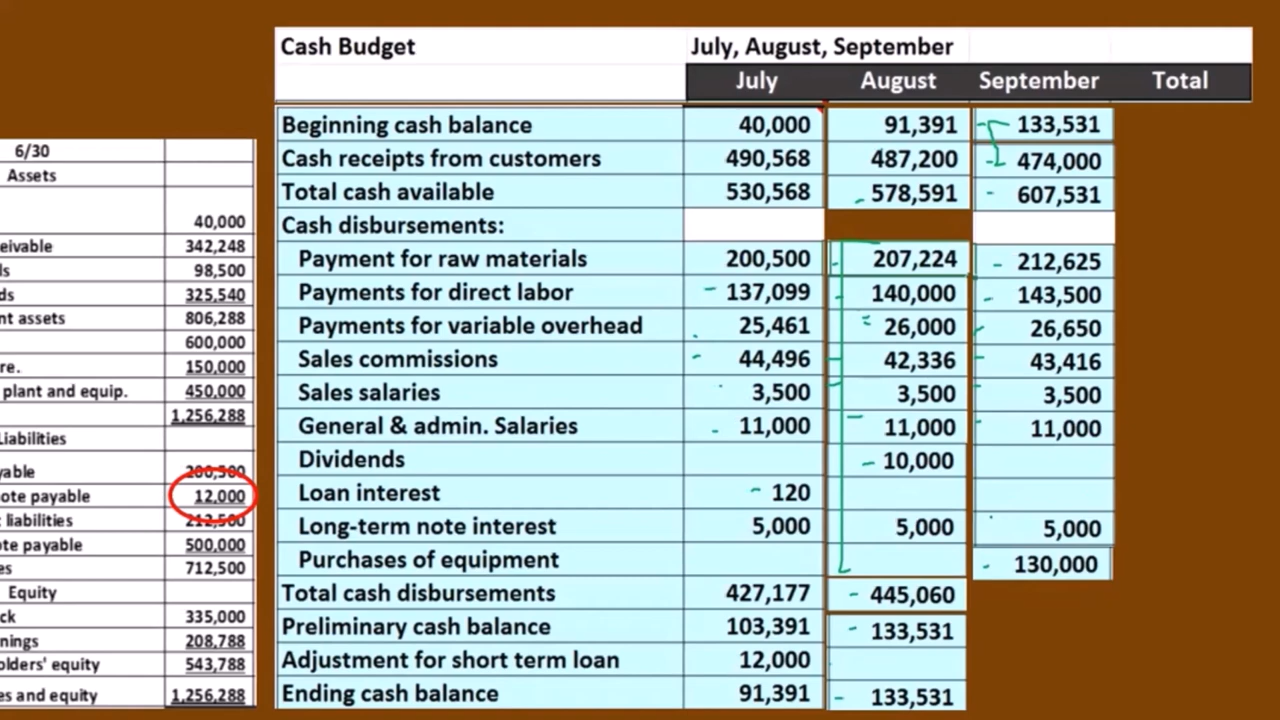 Cash Budget July, August, September
July August September Total
Beginning cash balance 40,000 91,391 133,531
Cash receipts from customers 490,568 487,200 474,000
Total cash available 530,568 578,591 607,531
Cash disbursements:
Payment for raw materials 200,500 207,224 212,625
Payments for direct labor 137,099 140,000 143,500
Payments for variable overhead 25,461 26,000 26,650
Sales commissions 44,496 42,336 43,416
Sales salaries 3,500 3,500 3,500
General & admin. Salaries 11,000 11,000 11,000
Dividends 10,000
Loan interest 120
Long-term note interest 5,000 5,000 5,000
Purchases of equipment 130,000
Total cash disbursements 427,177 445,060
Preliminary cash balance 103,391 133,531
Adjustment for short term loan 12,000
Ending cash balance 91,391 133,531
6/30
Assets
40,000
eivable 342,248
ls 98,500
ds 325,540
nt assets 806,288
600,000
re. 150,000
plant and equip. 450,000
1,256,288
Liabilities
yable 200,500
ote payable 12,000
t liabilities 212,500
ote payable 500,000
es 712,500
Equity
ck 335,000
nings 208,788
olders' equity 543,788
es and equity 1,256,288